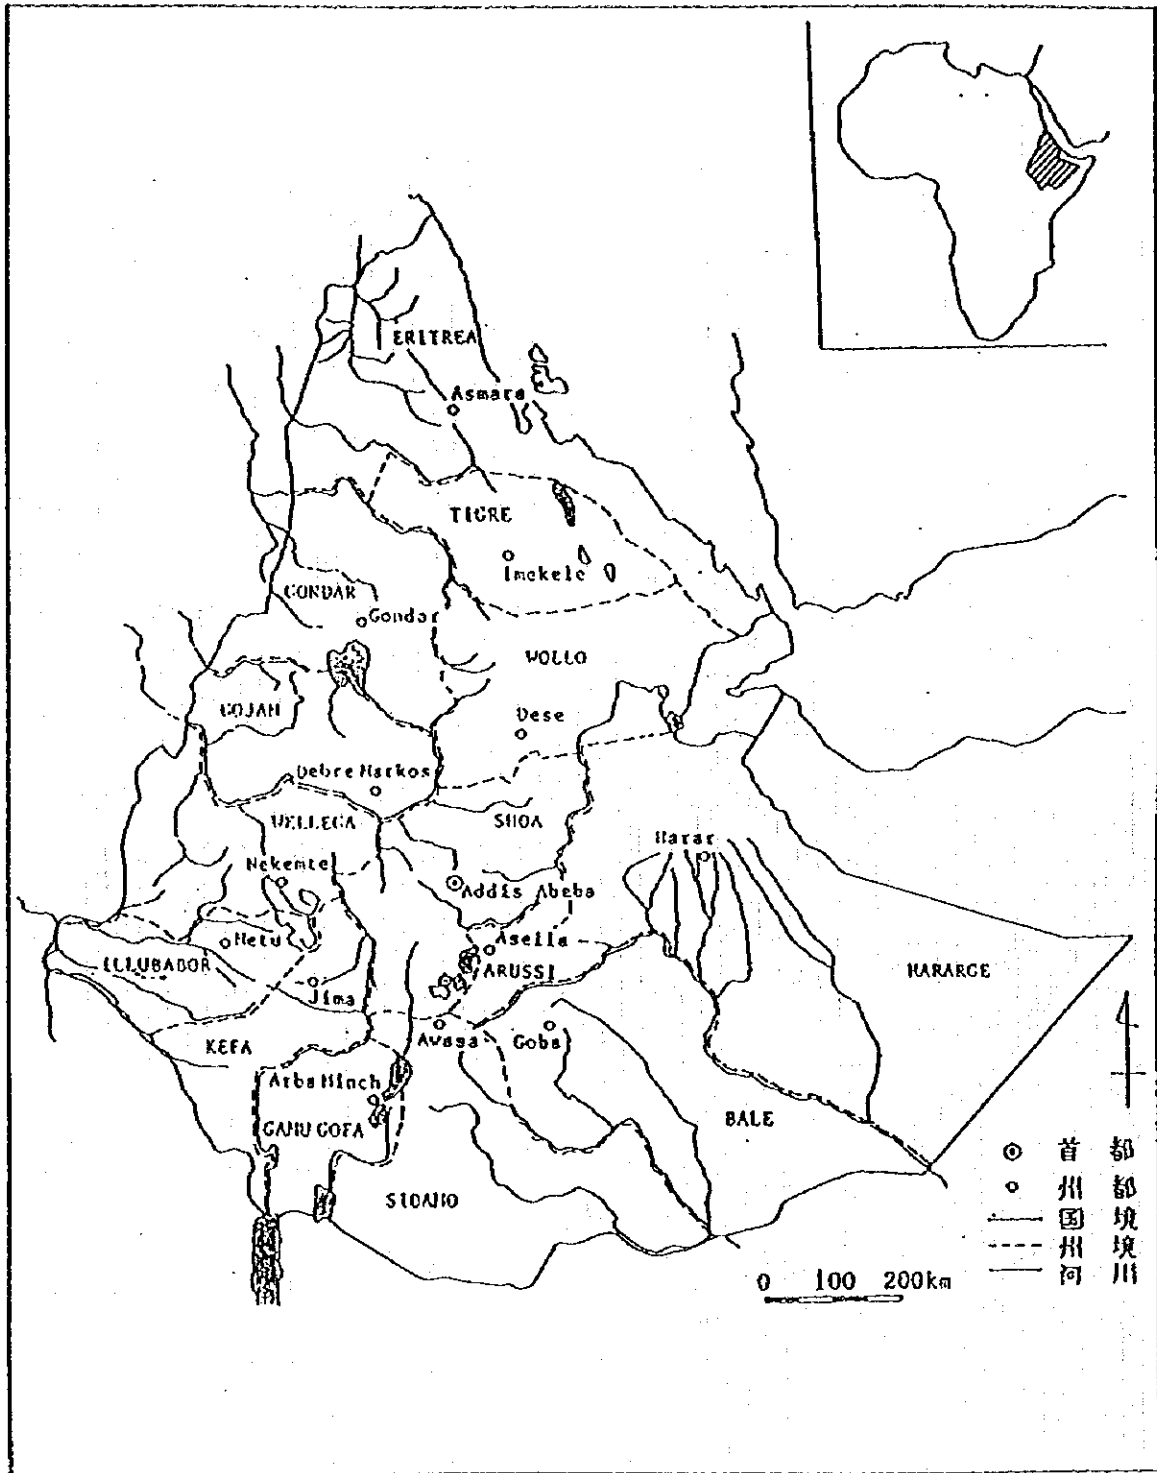 ERITREA
Asmara
TIGRE
Imekele
GONDAR
Gondar
WOLLO
GOJAM
Dese
Debre Markos
WELLEGA
SHOA
Harar
Nekemte
Addis Abeba
Metu
Asella
ILLUBABOR
ARUSSI
HARARGE
Jima
Awasa
Goba
KEFA
Arba Minch
GAMU GOFA
BALE
SIDAMO
首都
州都
国境
州境
河川
0 100 200km